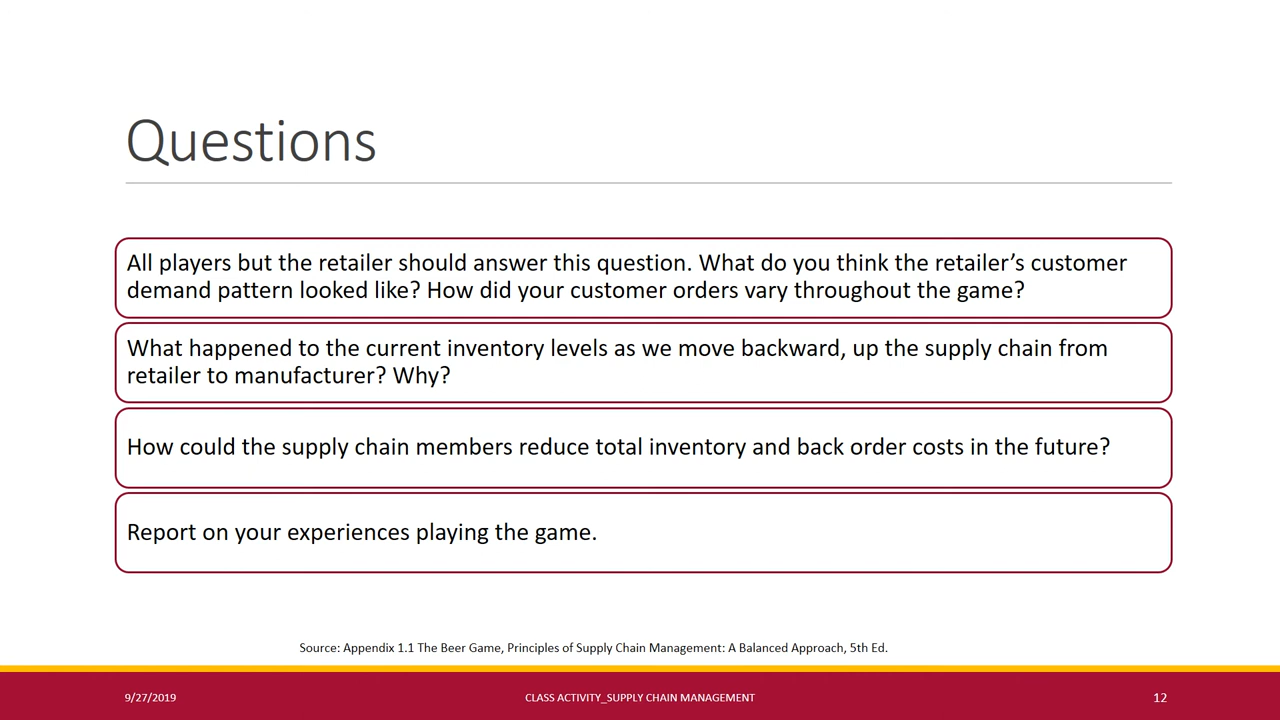 Questions
All players but the retailer should answer this question. What do you think the retailer’s customer
demand pattern looked like? How did your customer orders vary throughout the game?
What happened to the current inventory levels as we move backward, up the supply chain from
retailer to manufacturer? Why?
How could the supply chain members reduce total inventory and back order costs in the future?
Report on your experiences playing the game.
Source: Appendix 1.1 The Beer Game, Principles of Supply Chain Management: A Balanced Approach, 5th Ed.
9/27/2019
CLASS ACTIVITY_SUPPLY CHAIN MANAGEMENT
12